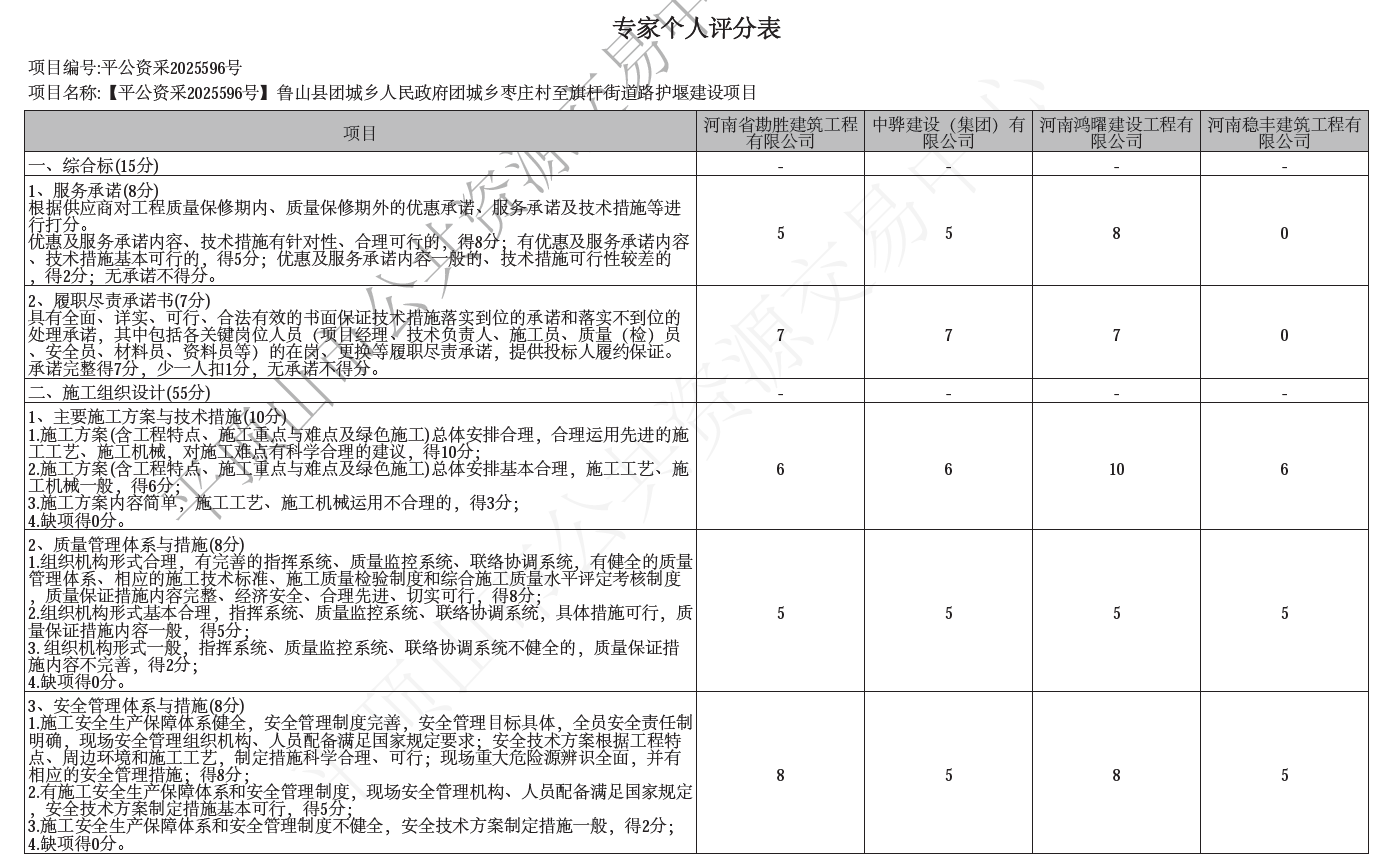 专家个人评分表
项目编号:平公资采2025596号
项目名称:【平公资采2025596号】鲁山县团城乡人民政府团城乡枣庄村至旗杆街道路护堰建设项目
项目
河南省勘胜建筑工程
有限公司
中骅建设（集团）有
限公司
河南鸿曜建设工程有
限公司
河南稳丰建筑工程有
限公司
一、综合标(15分)
-
-
-
-
1、服务承诺(8分)
根据供应商对工程质量保修期内、质量保修期外的优惠承诺、服务承诺及技术措施等进
行打分。
优惠及服务承诺内容、技术措施有针对性、合理可行的，得8分；有优惠及服务承诺内容
、技术措施基本可行的，得5分；优惠及服务承诺内容一般的、技术措施可行性较差的
，得2分；无承诺不得分。
5
5
8
0
2、履职尽责承诺书(7分)
具有全面、详实、可行、合法有效的书面保证技术措施落实到位的承诺和落实不到位的
处理承诺，其中包括各关键岗位人员（项目经理、技术负责人、施工员、质量（检）员
、安全员、材料员、资料员等）的在岗、更换等履职尽责承诺，提供投标人履约保证。
承诺完整得7分，少一人扣1分，无承诺不得分。
7
7
7
0
二、施工组织设计(55分)
-
-
-
-
1、主要施工方案与技术措施(10分)
1.施工方案(含工程特点、施工重点与难点及绿色施工)总体安排合理，合理运用先进的施
工工艺、施工机械，对施工难点有科学合理的建议，得10分；
2.施工方案(含工程特点、施工重点与难点及绿色施工)总体安排基本合理，施工工艺、施
工机械一般，得6分；
3.施工方案内容简单，施工工艺、施工机械运用不合理的，得3分；
4.缺项得0分。
6
6
10
6
2、质量管理体系与措施(8分)
1.组织机构形式合理，有完善的指挥系统、质量监控系统、联络协调系统，有健全的质量
管理体系、相应的施工技术标准、施工质量检验制度和综合施工质量水平评定考核制度
，质量保证措施内容完整、经济安全、合理先进、切实可行，得8分；
2.组织机构形式基本合理，指挥系统、质量监控系统、联络协调系统，具体措施可行，质
量保证措施内容一般，得5分；
3. 组织机构形式一般，指挥系统、质量监控系统、联络协调系统不健全的，质量保证措
施内容不完善，得2分；
4.缺项得0分。
5
5
5
5
3、安全管理体系与措施(8分)
1.施工安全生产保障体系健全，安全管理制度完善，安全管理目标具体，全员安全责任制
明确，现场安全管理组织机构、人员配备满足国家规定要求；安全技术方案根据工程特
点、周边环境和施工工艺，制定措施科学合理、可行；现场重大危险源辨识全面，并有
相应的安全管理措施；得8分；
2.有施工安全生产保障体系和安全管理制度，现场安全管理机构、人员配备满足国家规定
，安全技术方案制定措施基本可行，得5分；
3.施工安全生产保障体系和安全管理制度不健全，安全技术方案制定措施一般，得2分；
4.缺项得0分。
8
5
8
5
平顶山市公共资源交易中心
平顶山市公共资源交易中心